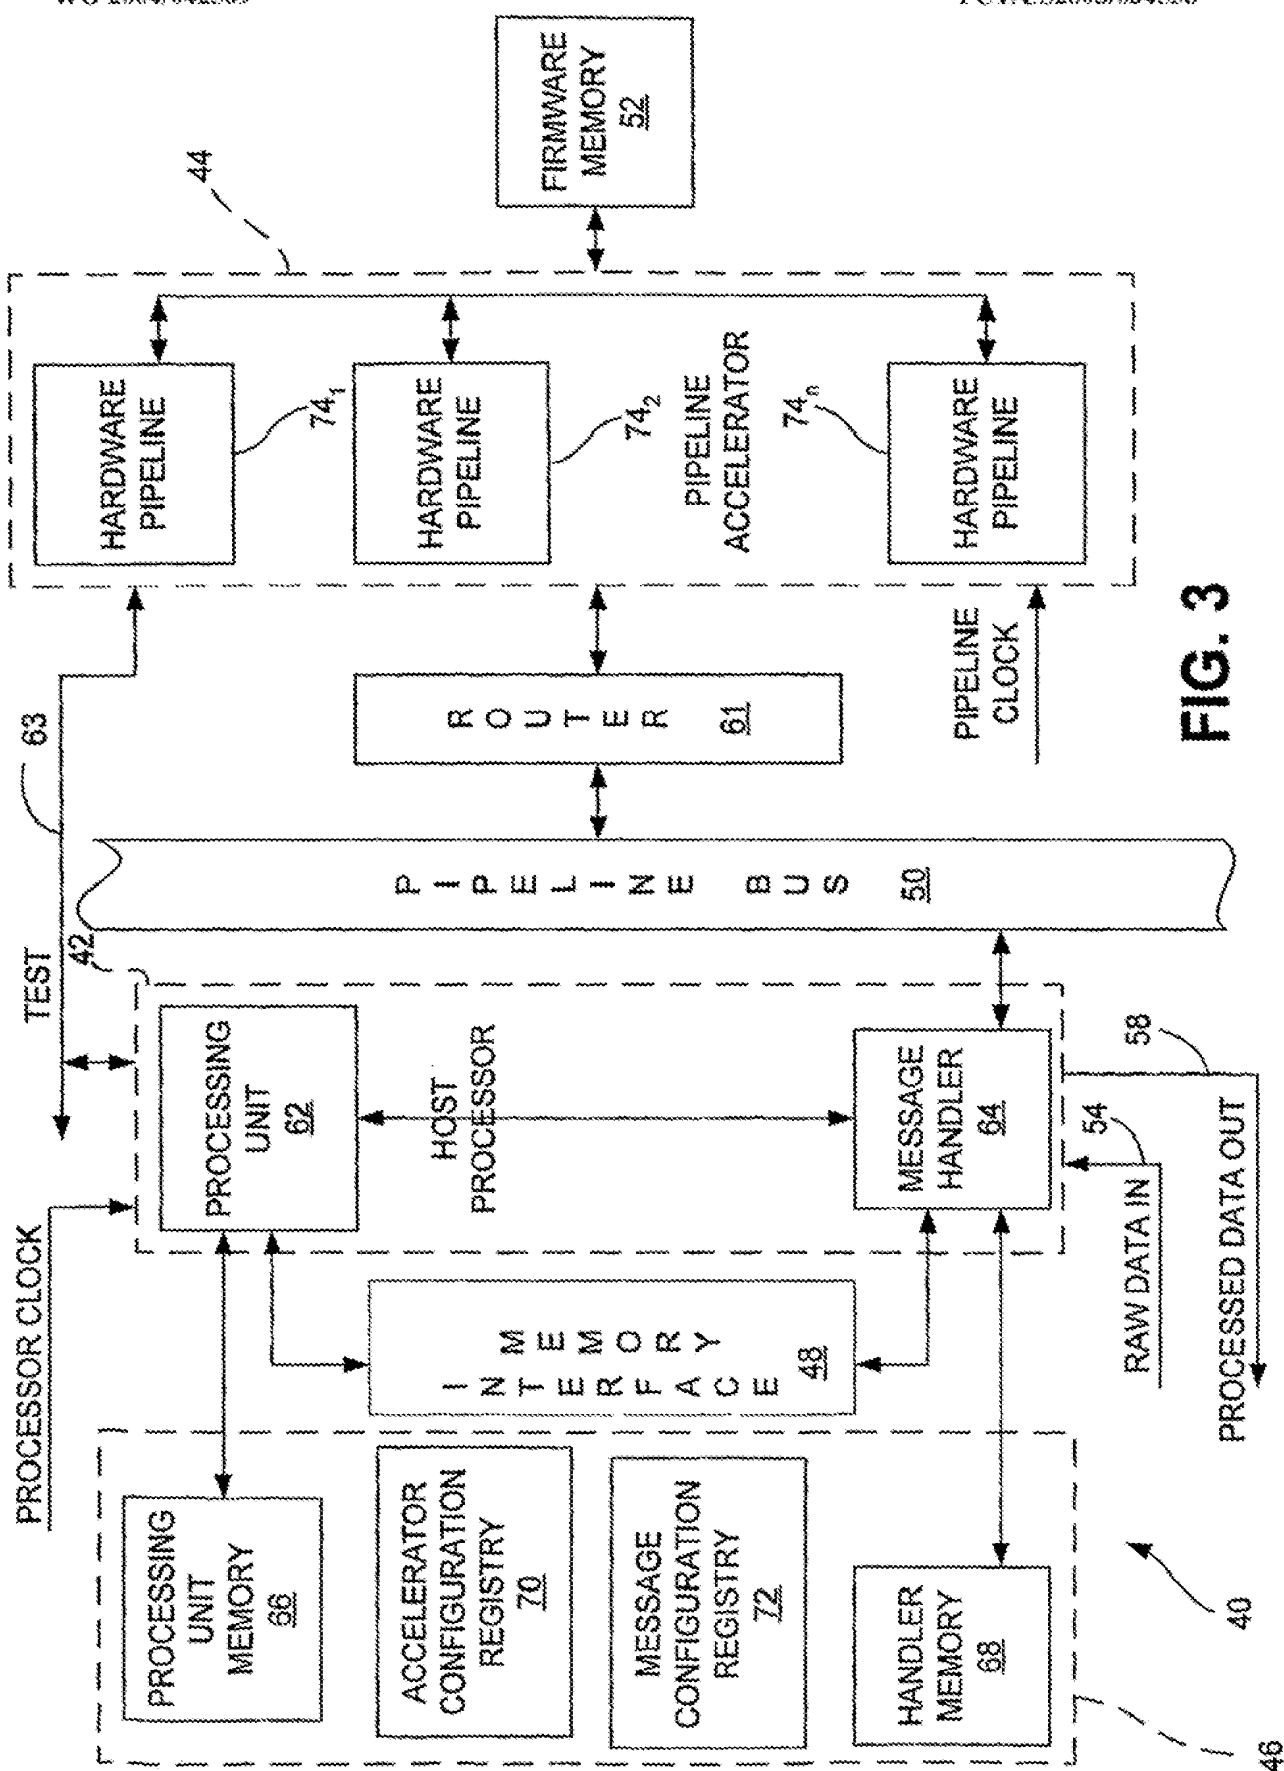 PROCESSOR CLOCK
TEST
63
42
44
PROCESSING
UNIT
MEMORY
66
ACCELERATOR
CONFIGURATION
REGISTRY
70
MESSAGE
CONFIGURATION
REGISTRY
72
HANDLER
MEMORY
68
46
40
MEMORY
INTERFACE
48
PROCESSING
UNIT
62
HOST
PROCESSOR
MESSAGE
HANDLER
64
RAW DATA IN
54
PROCESSED DATA OUT
58
PIPELINE BUS
50
ROUTER
61
PIPELINE
CLOCK
HARDWARE
PIPELINE
74₁
HARDWARE
PIPELINE
74₂
PIPELINE
ACCELERATOR
74ₙ
HARDWARE
PIPELINE
FIRMWARE
MEMORY
52
FIG. 3